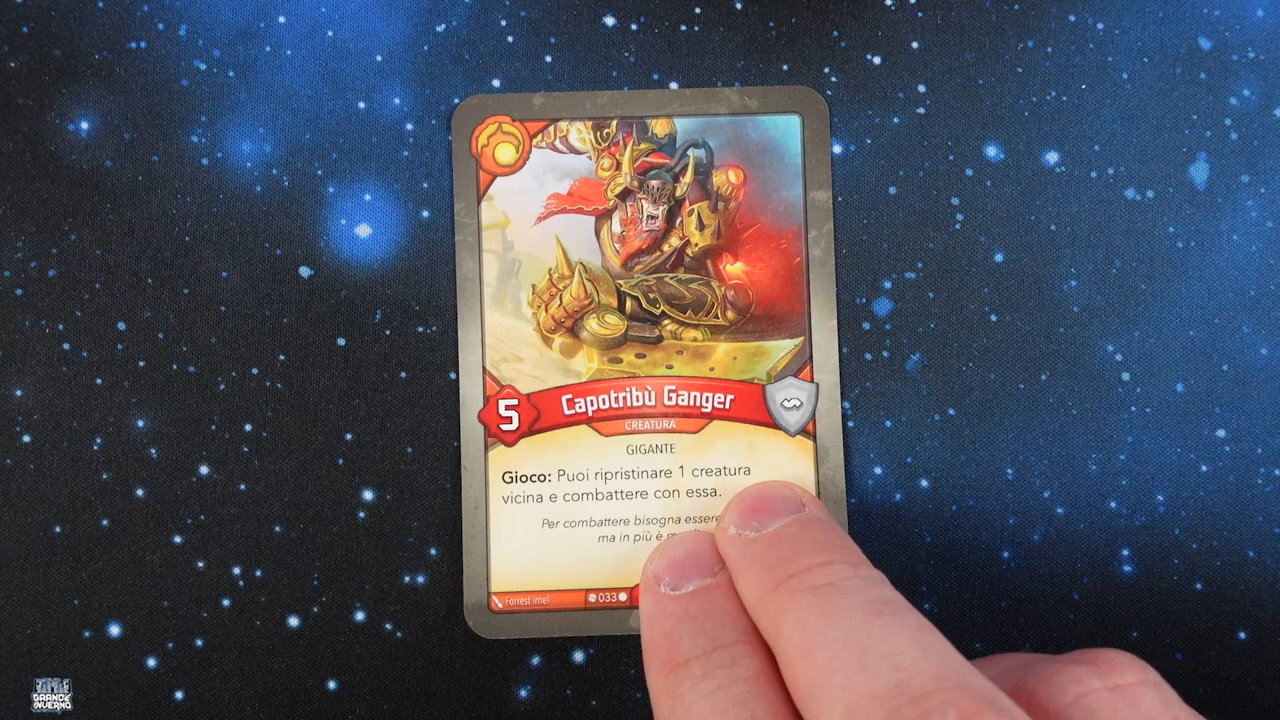 5
Capotribù Ganger
CREATURA
GIGANTE
Gioco: Puoi ripristinare 1 creatura
vicina e combattere con essa.
Per combattere bisogna essere
ma in più è
Forrest Imel
033
GRANDE
INVERNO